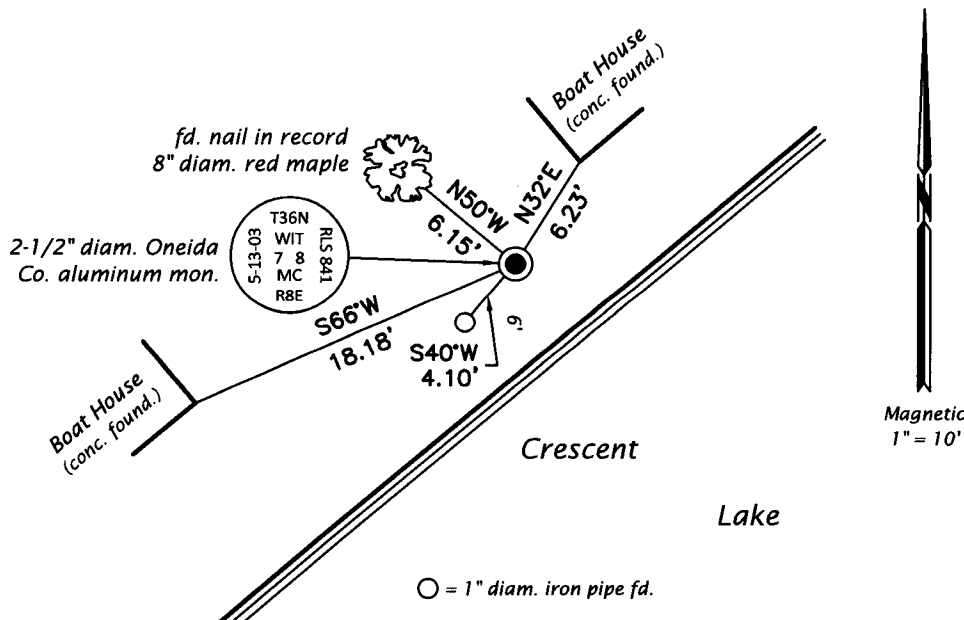 Boat House
(conc. found.)
fd. nail in record
8" diam. red maple
N50°W
6.15'
N32°E
6.23'
2-1/2" diam. Oneida
Co. aluminum mon.
T36N
WIT
7 8
MC
R8E
5-13-03
RLS 841
S66°W
18.18'
S40°W
4.10'
6'
Boat House
(conc. found.)
N
Magnetic
1" = 10'
Crescent
Lake
= 1" diam. iron pipe fd.